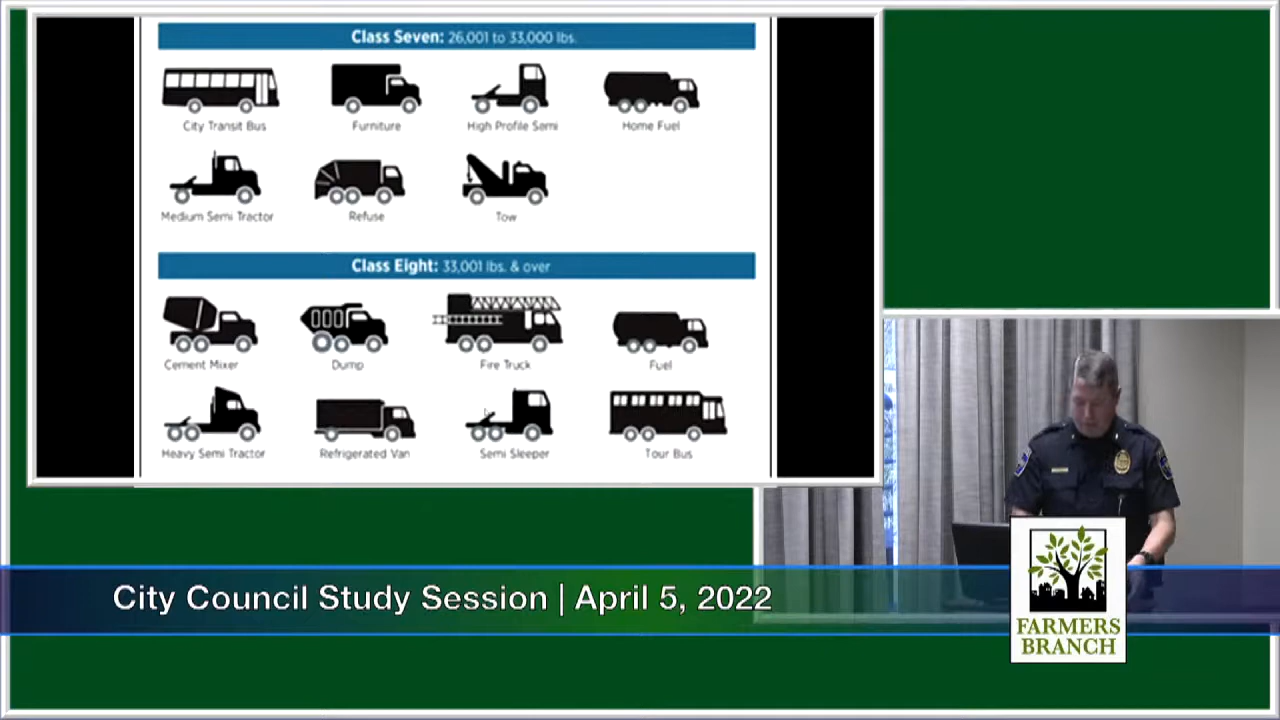 Class Seven: 26,001 to 33,000 lbs.
City Transit Bus
Furniture
High Profile Semi
Home Fuel
Medium Semi Tractor
Refuse
Tow
Class Eight: 33,001 lbs. & over
Cement Mixer
Dump
Fire Truck
Fuel
Heavy Semi Tractor
Refrigerated Van
Semi Sleeper
Tour Bus
City Council Study Session | April 5, 2022
FARMERS
BRANCH